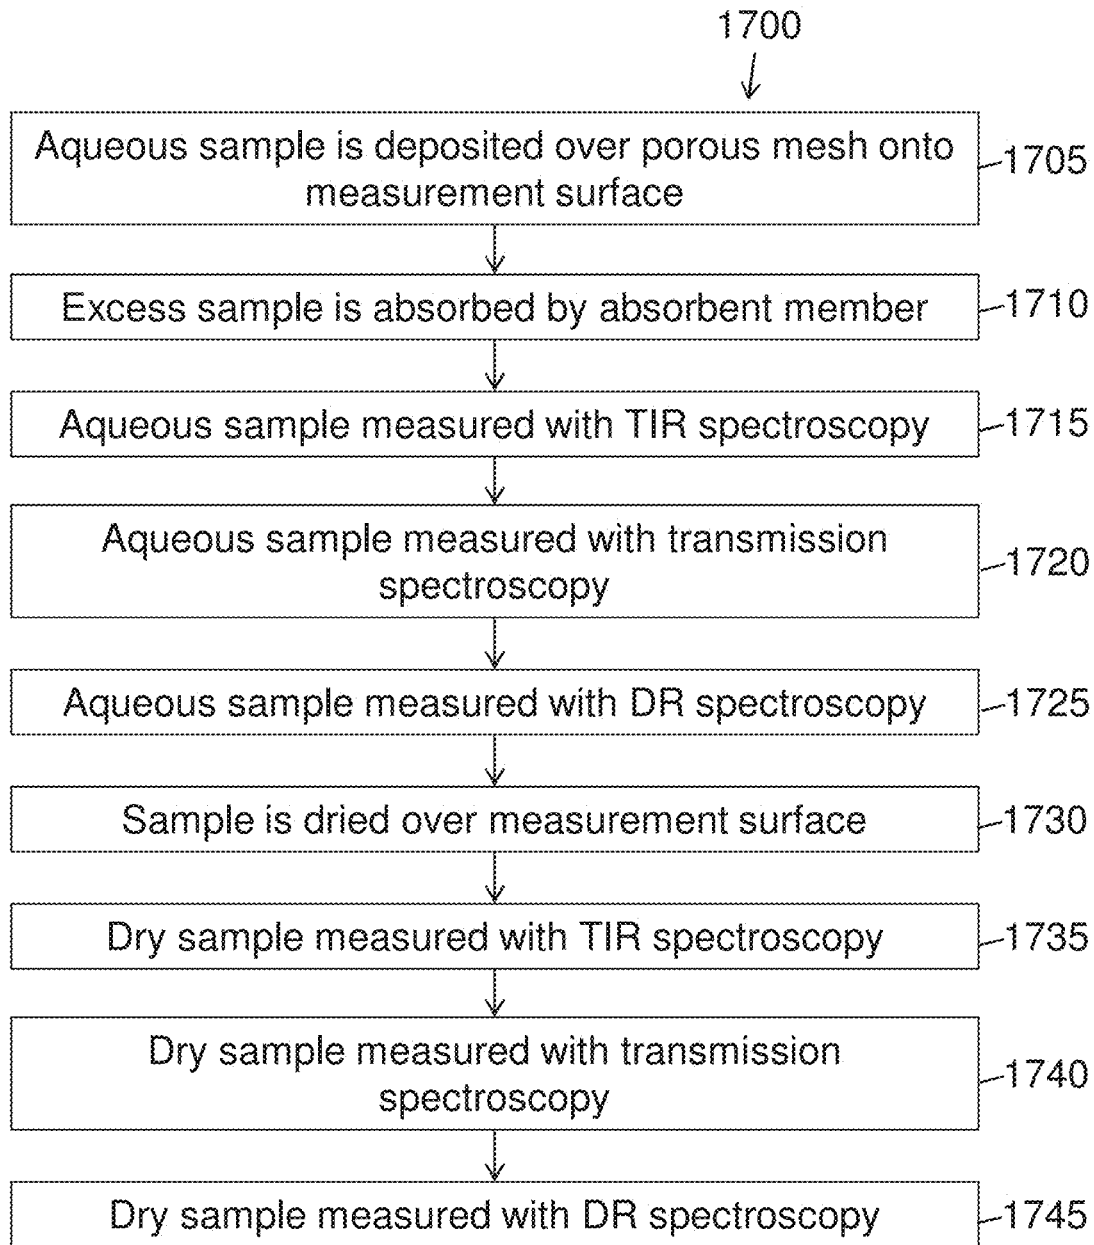 1700
Aqueous sample is deposited over porous mesh onto
measurement surface
1705
Excess sample is absorbed by absorbent member
1710
Aqueous sample measured with TIR spectroscopy
1715
Aqueous sample measured with transmission
spectroscopy
1720
Aqueous sample measured with DR spectroscopy
1725
Sample is dried over measurement surface
1730
Dry sample measured with TIR spectroscopy
1735
Dry sample measured with transmission
spectroscopy
1740
Dry sample measured with DR spectroscopy
1745